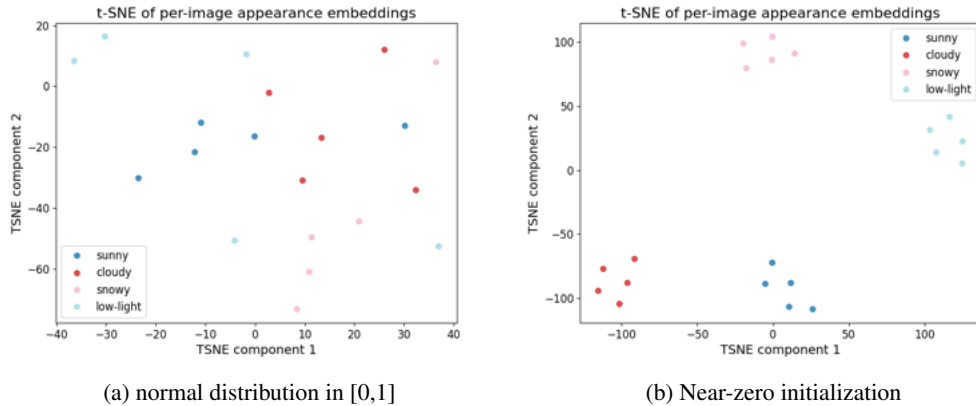 t-SNE of per-image appearance embeddings
20
0
−20
−40
−60
−40
−30
−20
−10
0
10
20
30
40
TSNE component 2
TSNE component 1
sunny
cloudy
snowy
low-light
(a) normal distribution in [0,1]
t-SNE of per-image appearance embeddings
100
50
0
−50
−100
−100
−50
0
50
100
TSNE component 2
TSNE component 1
sunny
cloudy
snowy
low-light
(b) Near-zero initialization